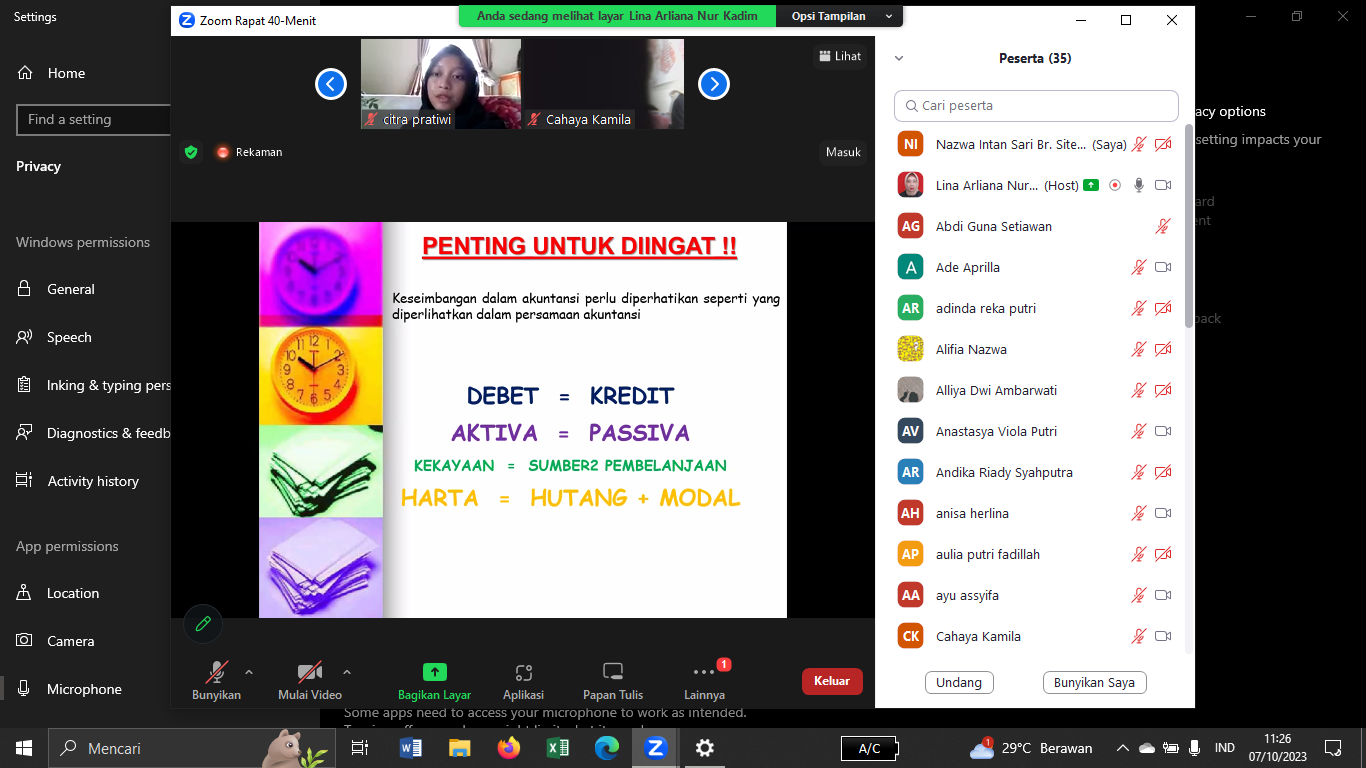 Settings
Home
Find a setting
Privacy
Windows permissions
General
Speech
Inking & typing pers
Diagnostics & feedb
Activity history
App permissions
Location
Camera
Microphone
Zoom Rapat 40-Menit
Anda sedang melihat layar Lina Arliana Nur Kadim
Opsi Tampilan
citra pratiwi
Cahaya Kamila
Lihat
Rekaman
Masuk
PENTING UNTUK DIINGAT !!
Keseimbangan dalam akuntansi perlu diperhatikan seperti yang
diperlihatkan dalam persamaan akuntansi
DEBET = KREDIT
AKTIVA = PASSIVA
KEKAYAAN = SUMBER2 PEMBELANJAAN
HARTA = HUTANG + MODAL
Bunyikan
Mulai Video
Bagikan Layar
Aplikasi
Papan Tulis
1
Lainnya
Keluar
Peserta (35)
Cari peserta
NI Nazwa Intan Sari Br. Site... (Saya)
Lina Arliana Nur... (Host)
AG Abdi Guna Setiawan
A Ade Aprilla
AR adinda reka putri
Alifia Nazwa
Alliya Dwi Ambarwati
AV Anastasya Viola Putri
AR Andika Riady Syahputra
AH anisa herlina
AP aulia putri fadillah
AA ayu assyifa
CK Cahaya Kamila
Undang
Bunyikan Saya
acy options
setting impacts your
ard
nt
back
Some apps need to access your microphone to work as intended.
Mencari
A/C
1
29°C Berawan
IND
11:26
07/10/2023